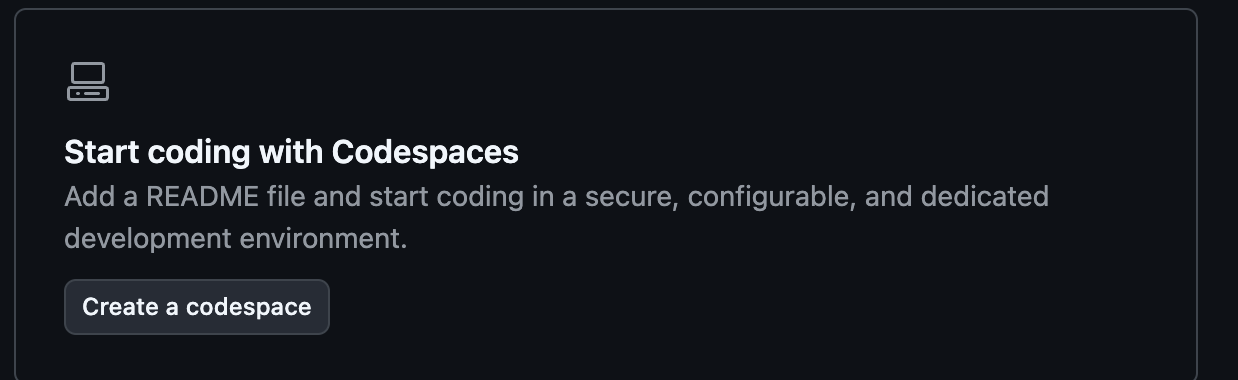 Start coding with Codespaces
Add a README file and start coding in a secure, configurable, and dedicated
development environment.
Create a codespace